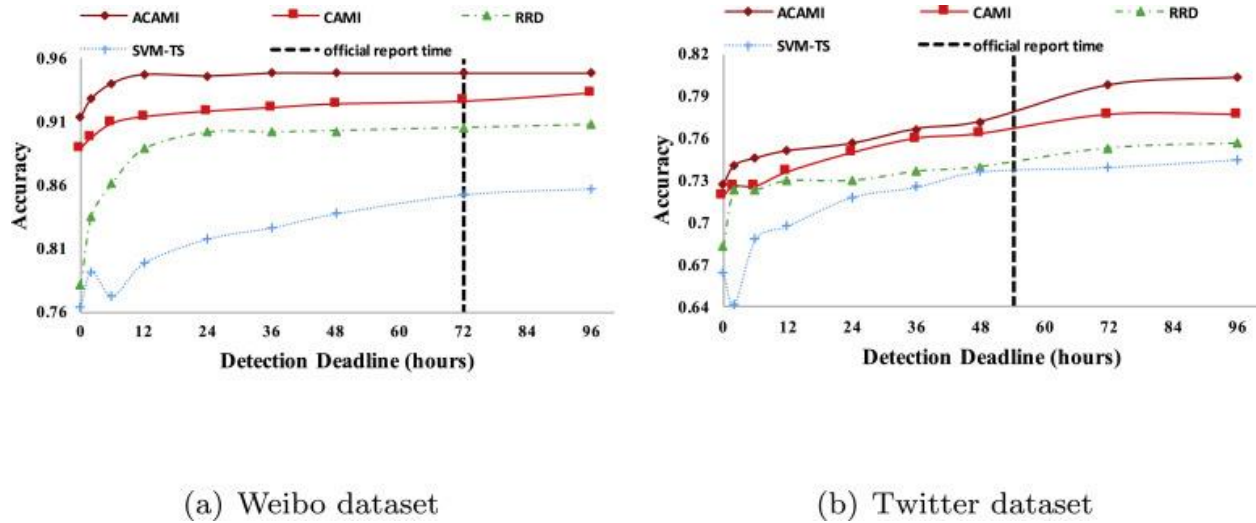 ACAMI CAMI RRD
SVM-TS official report time
0.96
0.91
0.86
0.81
0.76
Accuracy
0 12 24 36 48 60 72 84 96
Detection Deadline (hours)
(a) Weibo dataset
ACAMI CAMI RRD
SVM-TS official report time
0.82
0.79
0.76
0.73
0.7
0.67
0.64
Accuracy
0 12 24 36 48 60 72 84 96
Detection Deadline (hours)
(b) Twitter dataset